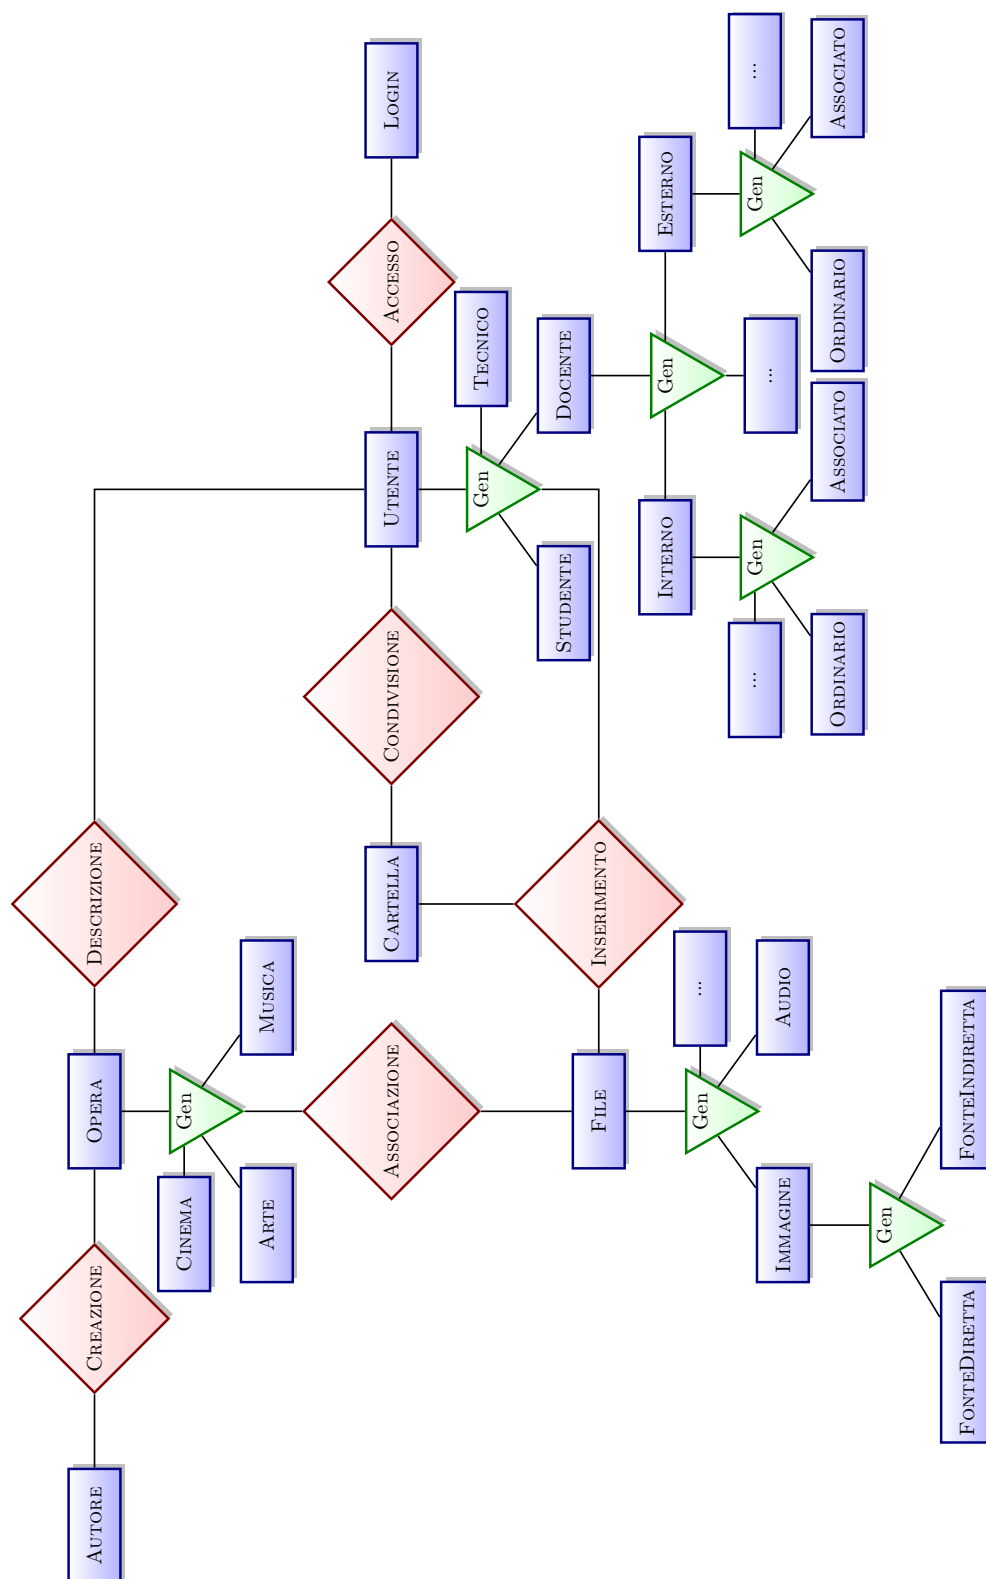 Autore
Creazione
Opera
Descrizione
Cinema
Gen
Arte
Musica
Associazione
Cartella
Condivisione
Utente
Accesso
Login
Gen
Tecnico
Studente
Docente
File
Inserimento
Interno
Gen
Esterno
Gen
...
...
Gen
Gen
...
...
Immagine
Audio
Ordinario
Associato
Ordinario
Associato
Gen
FonteDiretta
FonteIndiretta